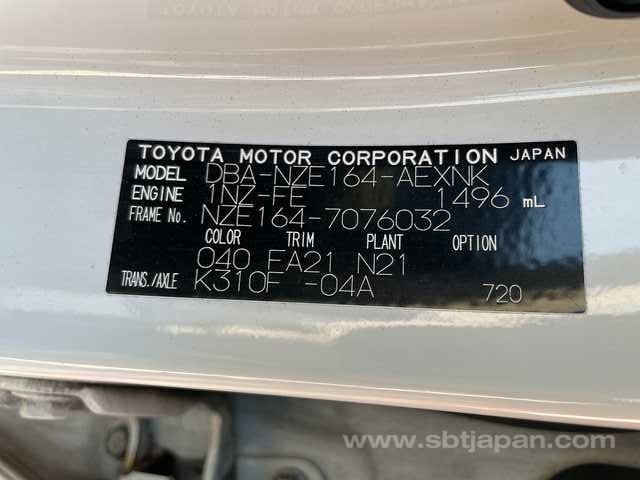 TOYOTA MOTOR CORPORATION JAPAN
MODEL DBA-NZE164-AEXNK
ENGINE 1NZ-FE 1496 mL
FRAME No. NZE164-7076032
COLOR TRIM PLANT OPTION
040 FA21 N21
TRANS./AXLE K310F -04A 720
www.sbtjapan.com